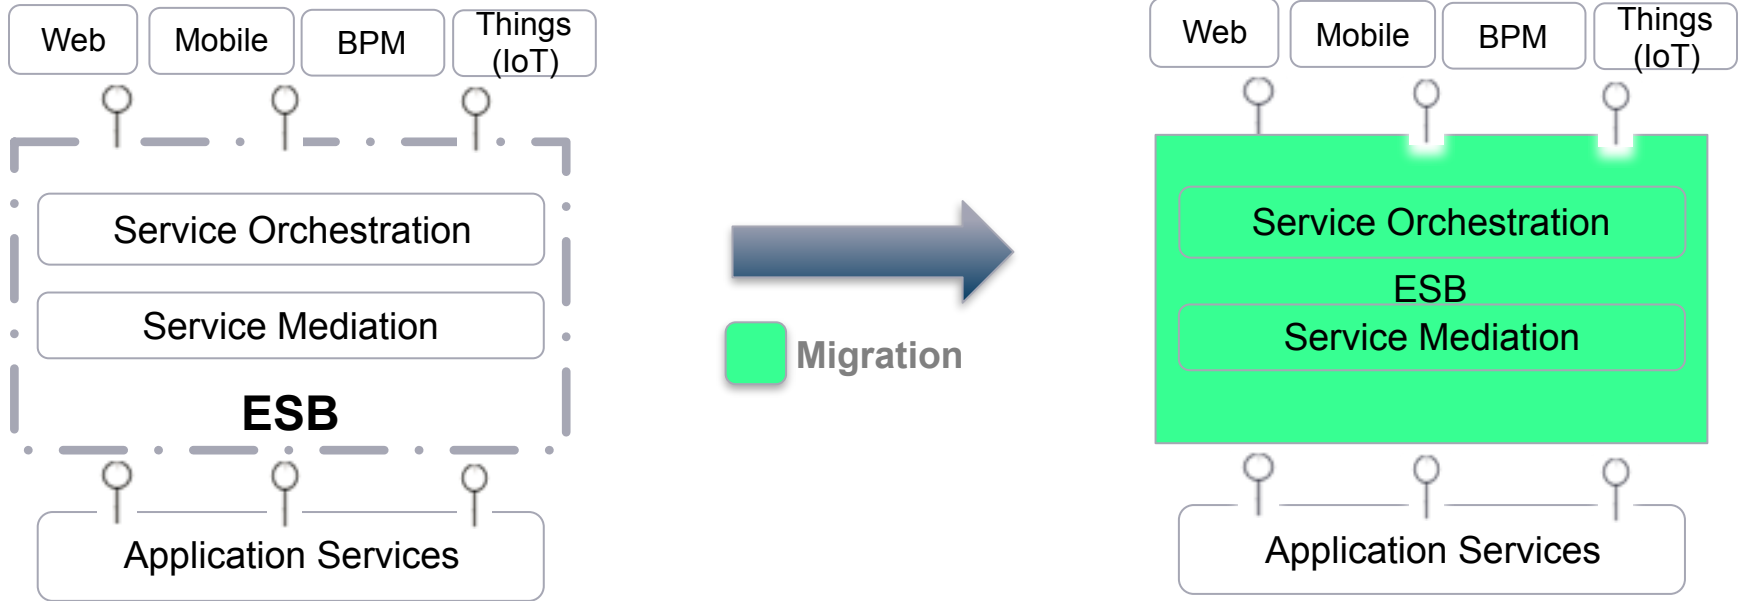 Web
Mobile
BPM
Things
(IoT)
Service Orchestration
Service Mediation
ESB
Application Services
Migration
Web
Mobile
BPM
Things
(IoT)
Service Orchestration
ESB
Service Mediation
Application Services